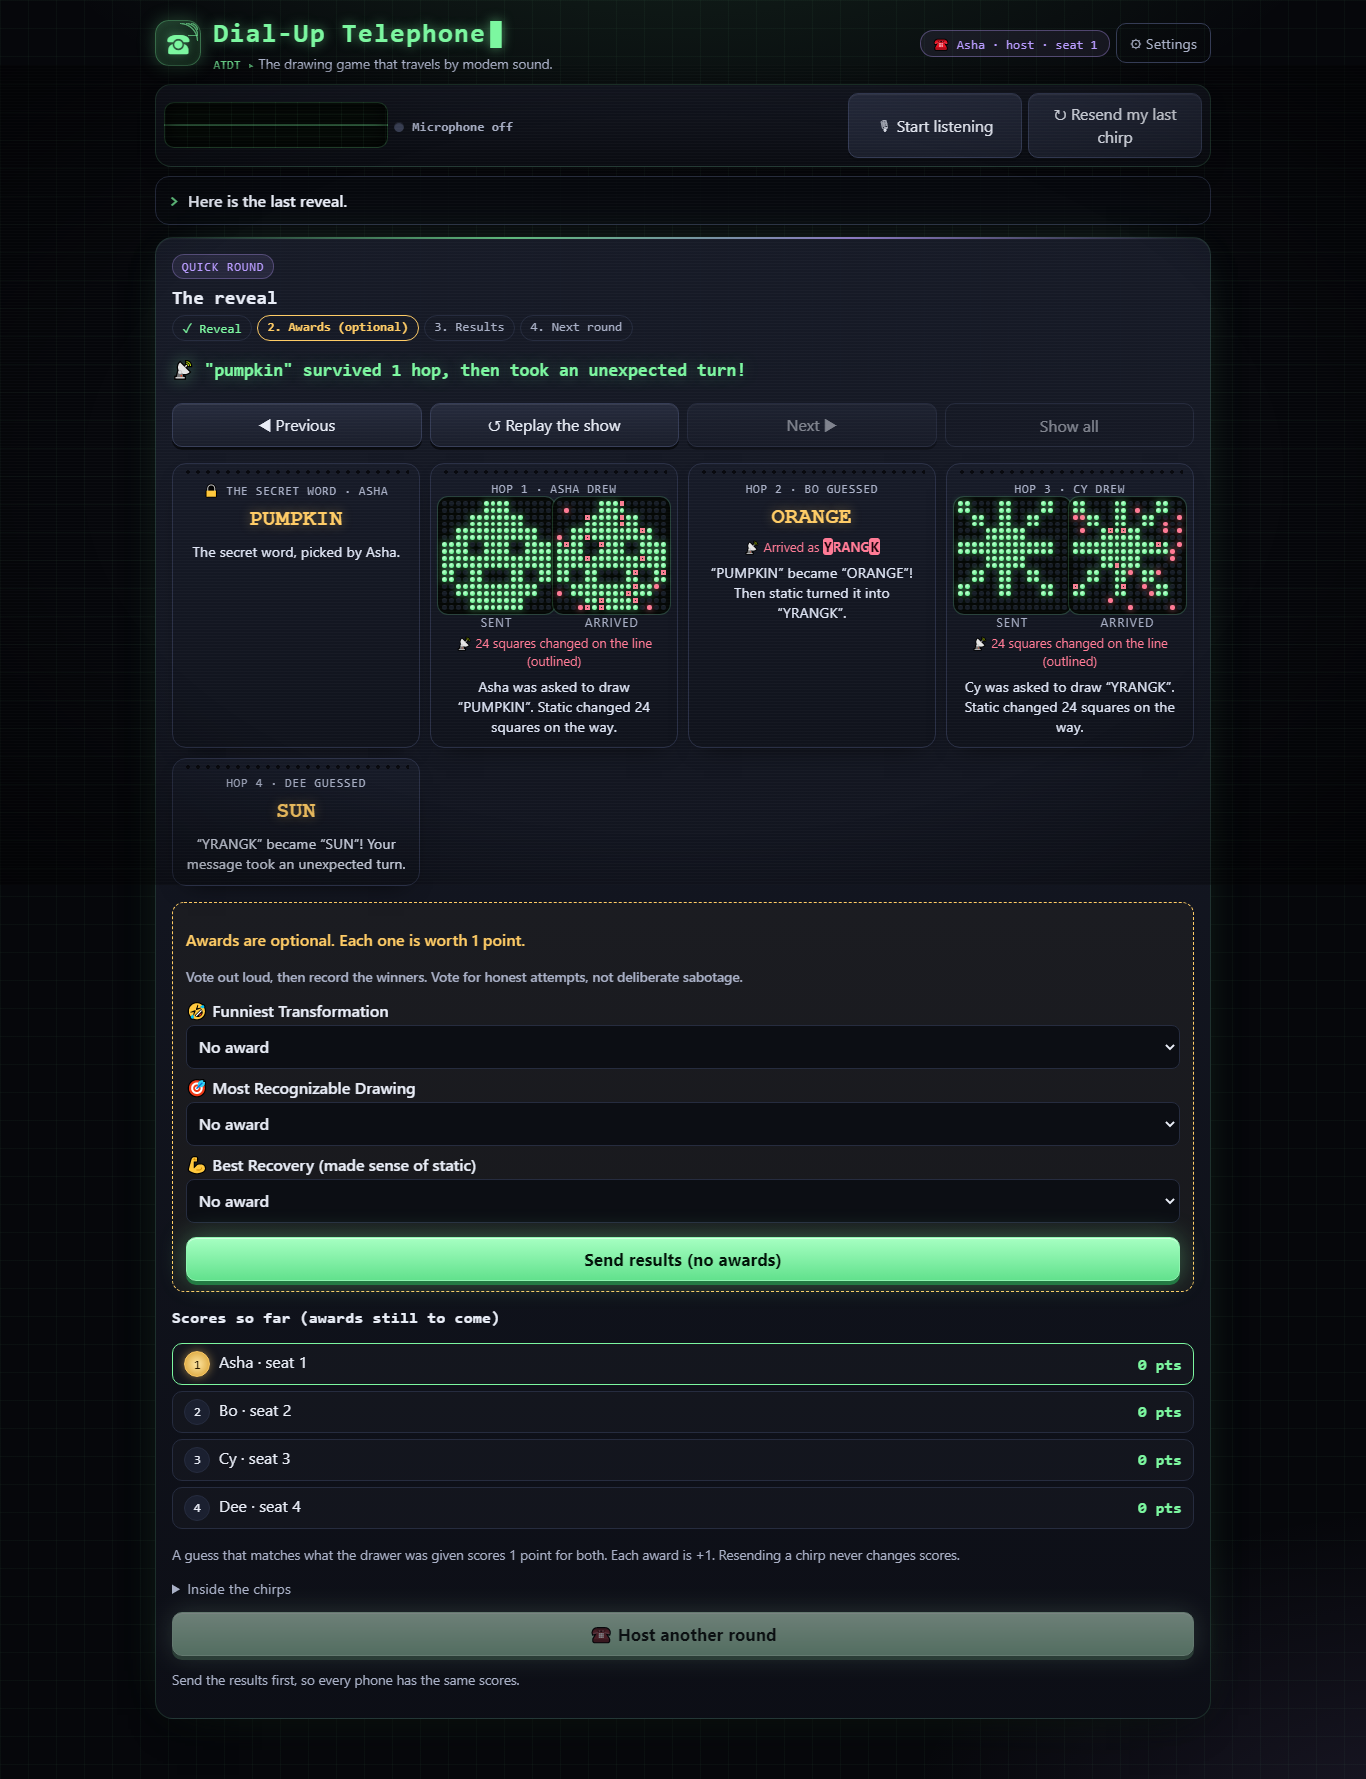 Dial-Up Telephone
ATDT ▸ The drawing game that travels by modem sound.
☎️ Asha · host · seat 1
⚙ Settings
Microphone off
🎙 Start listening
↻ Resend my last
chirp
› Here is the last reveal.
QUICK ROUND
The reveal
✓ Reveal
2. Awards (optional)
3. Results
4. Next round
📡 "pumpkin" survived 1 hop, then took an unexpected turn!
◀ Previous
↺ Replay the show
Next ▶
Show all
🔒 THE SECRET WORD · ASHA
PUMPKIN
The secret word, picked by Asha.
HOP 1 · ASHA DREW
SENT
ARRIVED
📡 24 squares changed on the line
(outlined)
Asha was asked to draw
“PUMPKIN”. Static changed 24
squares on the way.
HOP 2 · BO GUESSED
ORANGE
📡 Arrived as YRANGK
“PUMPKIN” became “ORANGE”!
Then static turned it into
“YRANGK”.
HOP 3 · CY DREW
SENT
ARRIVED
📡 24 squares changed on the line
(outlined)
Cy was asked to draw “YRANGK”.
Static changed 24 squares on the
way.
HOP 4 · DEE GUESSED
SUN
“YRANGK” became “SUN”! Your
message took an unexpected turn.
Awards are optional. Each one is worth 1 point.
Vote out loud, then record the winners. Vote for honest attempts, not deliberate sabotage.
🤣 Funniest Transformation
No award
🎯 Most Recognizable Drawing
No award
💪 Best Recovery (made sense of static)
No award
Send results (no awards)
Scores so far (awards still to come)
1 Asha · seat 1 0 pts
2 Bo · seat 2 0 pts
3 Cy · seat 3 0 pts
4 Dee · seat 4 0 pts
A guess that matches what the drawer was given scores 1 point for both. Each award is +1. Resending a chirp never changes scores.
▶ Inside the chirps
☎️ Host another round
Send the results first, so every phone has the same scores.